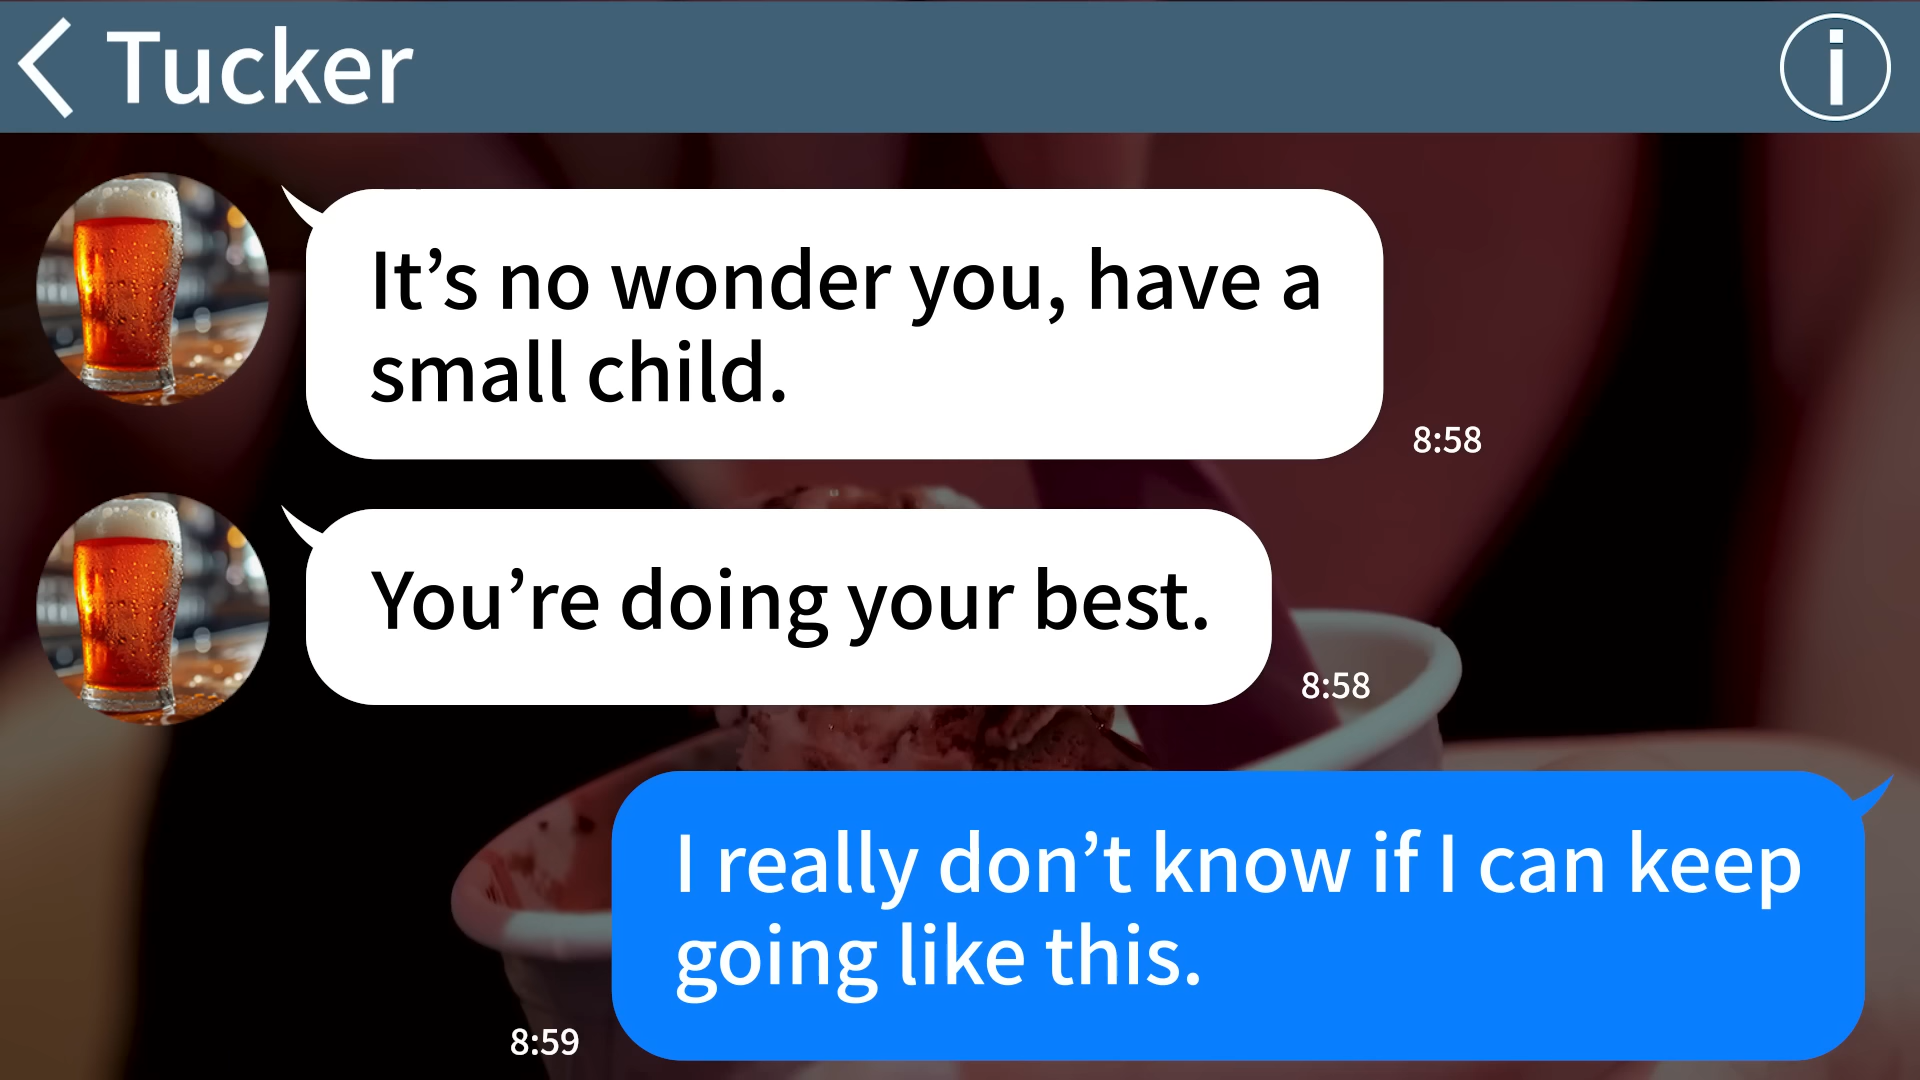 Tucker
It’s no wonder you, have a
small child.
8:58
You’re doing your best.
8:58
I really don’t know if I can keep
going like this.
8:59